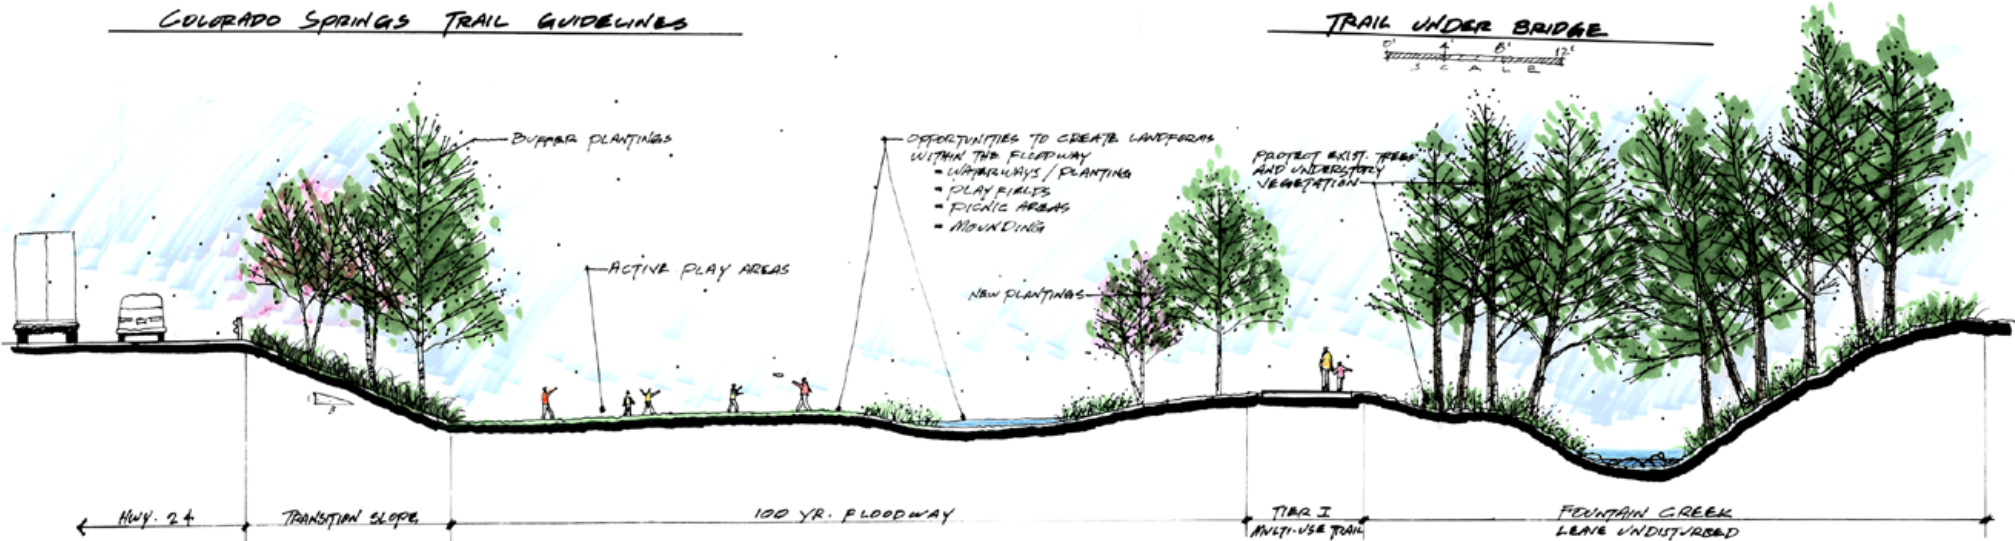 COLORADO SPRINGS TRAIL GUIDELINES
TRAIL UNDER BRIDGE
0' 4' 8' 12'
SCALE
BUFFER PLANTINGS
OPPORTUNITIES TO CREATE LANDFORMS
WITHIN THE FLOODWAY
- WATERWAYS / PLANTING
- PLAY FIELDS
- PICNIC AREAS
- MOUNDING
PROTECT EXIST. TREES
AND UNDERSTORY
VEGETATION
ACTIVE PLAY AREAS
NEW PLANTINGS
HWY. 24
TRANSITION SLOPE
100 YR. FLOODWAY
TIER I
MULTI-USE TRAIL
FOUNTAIN CREEK
LEAVE UNDISTURBED